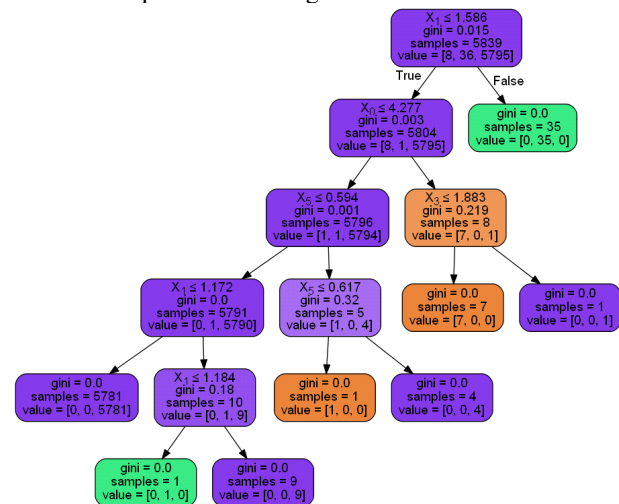 X1 ≤ 1.586
gini = 0.015
samples = 5839
value = [8, 36, 5795]
True
False
X0 ≤ 4.277
gini = 0.003
samples = 5804
value = [8, 1, 5795]
gini = 0.0
samples = 35
value = [0, 35, 0]
X5 ≤ 0.594
gini = 0.001
samples = 5796
value = [1, 1, 5794]
X3 ≤ 1.883
gini = 0.219
samples = 8
value = [7, 0, 1]
X1 ≤ 1.172
gini = 0.0
samples = 5791
value = [0, 1, 5790]
X5 ≤ 0.617
gini = 0.32
samples = 5
value = [1, 0, 4]
gini = 0.0
samples = 7
value = [7, 0, 0]
gini = 0.0
samples = 1
value = [0, 0, 1]
gini = 0.0
samples = 5781
value = [0, 0, 5781]
X1 ≤ 1.184
gini = 0.18
samples = 10
value = [0, 1, 9]
gini = 0.0
samples = 1
value = [1, 0, 0]
gini = 0.0
samples = 4
value = [0, 0, 4]
gini = 0.0
samples = 1
value = [0, 1, 0]
gini = 0.0
samples = 9
value = [0, 0, 9]